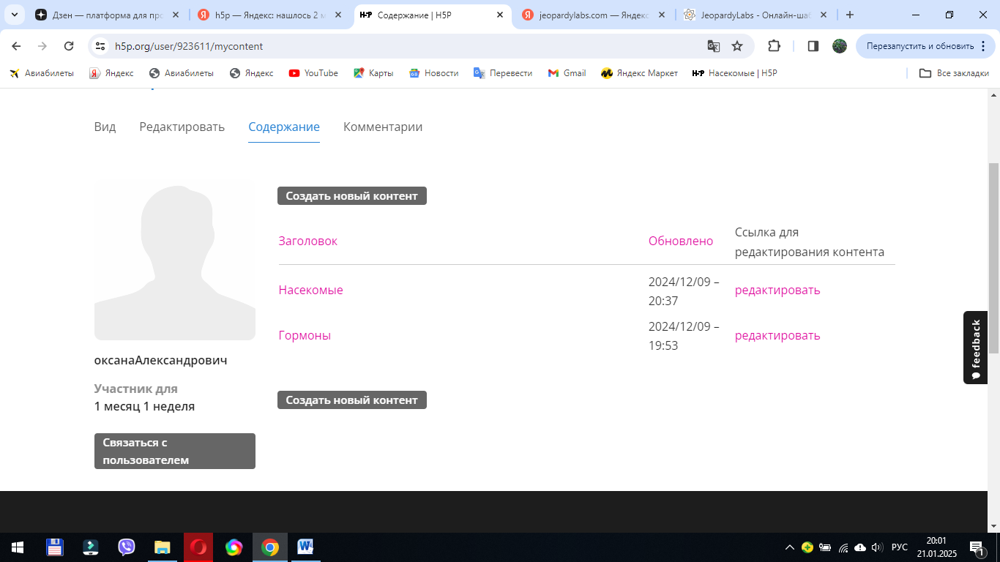 Дзен — платформа для про
h5p — Яндекс: нашлось 2 м
H-P Содержание | H5P
jeopardylabs.com — Яндекс
JeopardyLabs - Онлайн-шаб
h5p.org/user/923611/mycontent
Перезапустить и обновить
Авиабилеты
Яндекс
Авиабилеты
Яндекс
YouTube
Карты
Новости
Перевести
Gmail
Яндекс Маркет
H-P Насекомые | H5P
Все закладки
Вид
Редактировать
Содержание
Комментарии
Создать новый контент
Заголовок
Обновлено
Ссылка для
редактирования контента
Насекомые
2024/12/09 –
20:37
редактировать
Гормоны
2024/12/09 –
19:53
редактировать
оксанаАлександрович
Участник для
1 месяц 1 неделя
Создать новый контент
Связаться с
пользователем
feedback
РУС
20:01
21.01.2025
1